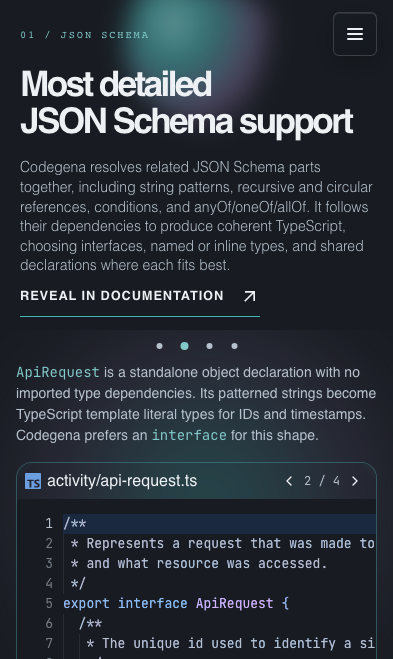 01 / JSON SCHEMA
Most detailed
JSON Schema support
Codegena resolves related JSON Schema parts
together, including string patterns, recursive and circular
references, conditions, and anyOf/oneOf/allOf. It follows
their dependencies to produce coherent TypeScript,
choosing interfaces, named or inline types, and shared
declarations where each fits best.
REVEAL IN DOCUMENTATION
ApiRequest is a standalone object declaration with no
imported type dependencies. Its patterned strings become
TypeScript template literal types for IDs and timestamps.
Codegena prefers an interface for this shape.
TS activity/api-request.ts 2 / 4
1 /**
2 * Represents a request that was made to
3 * and what resource was accessed.
4 */
5 export interface ApiRequest {
6 /**
7 * The unique id used to identify a si